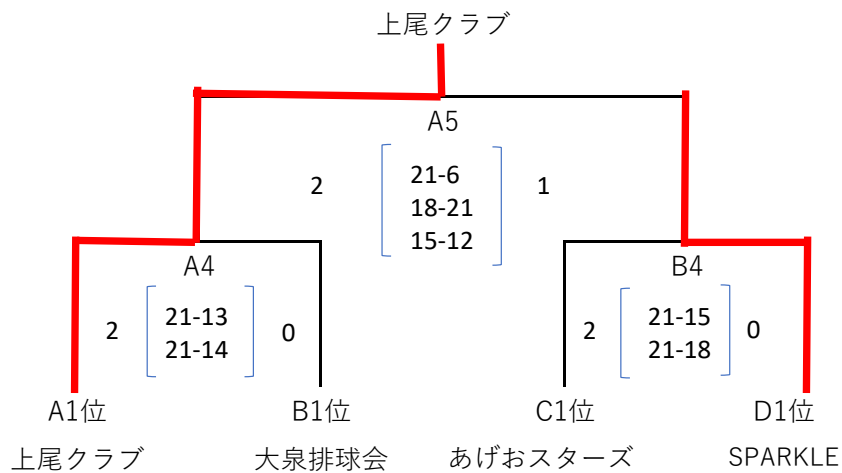 上尾クラブ
A5
2 21-6 1
18-21
15-12
A4 B4
2 21-13 0 2 21-15 0
21-14 21-18
A1位 B1位 C1位 D1位
上尾クラブ 大泉排球会 あげおスターズ SPARKLE